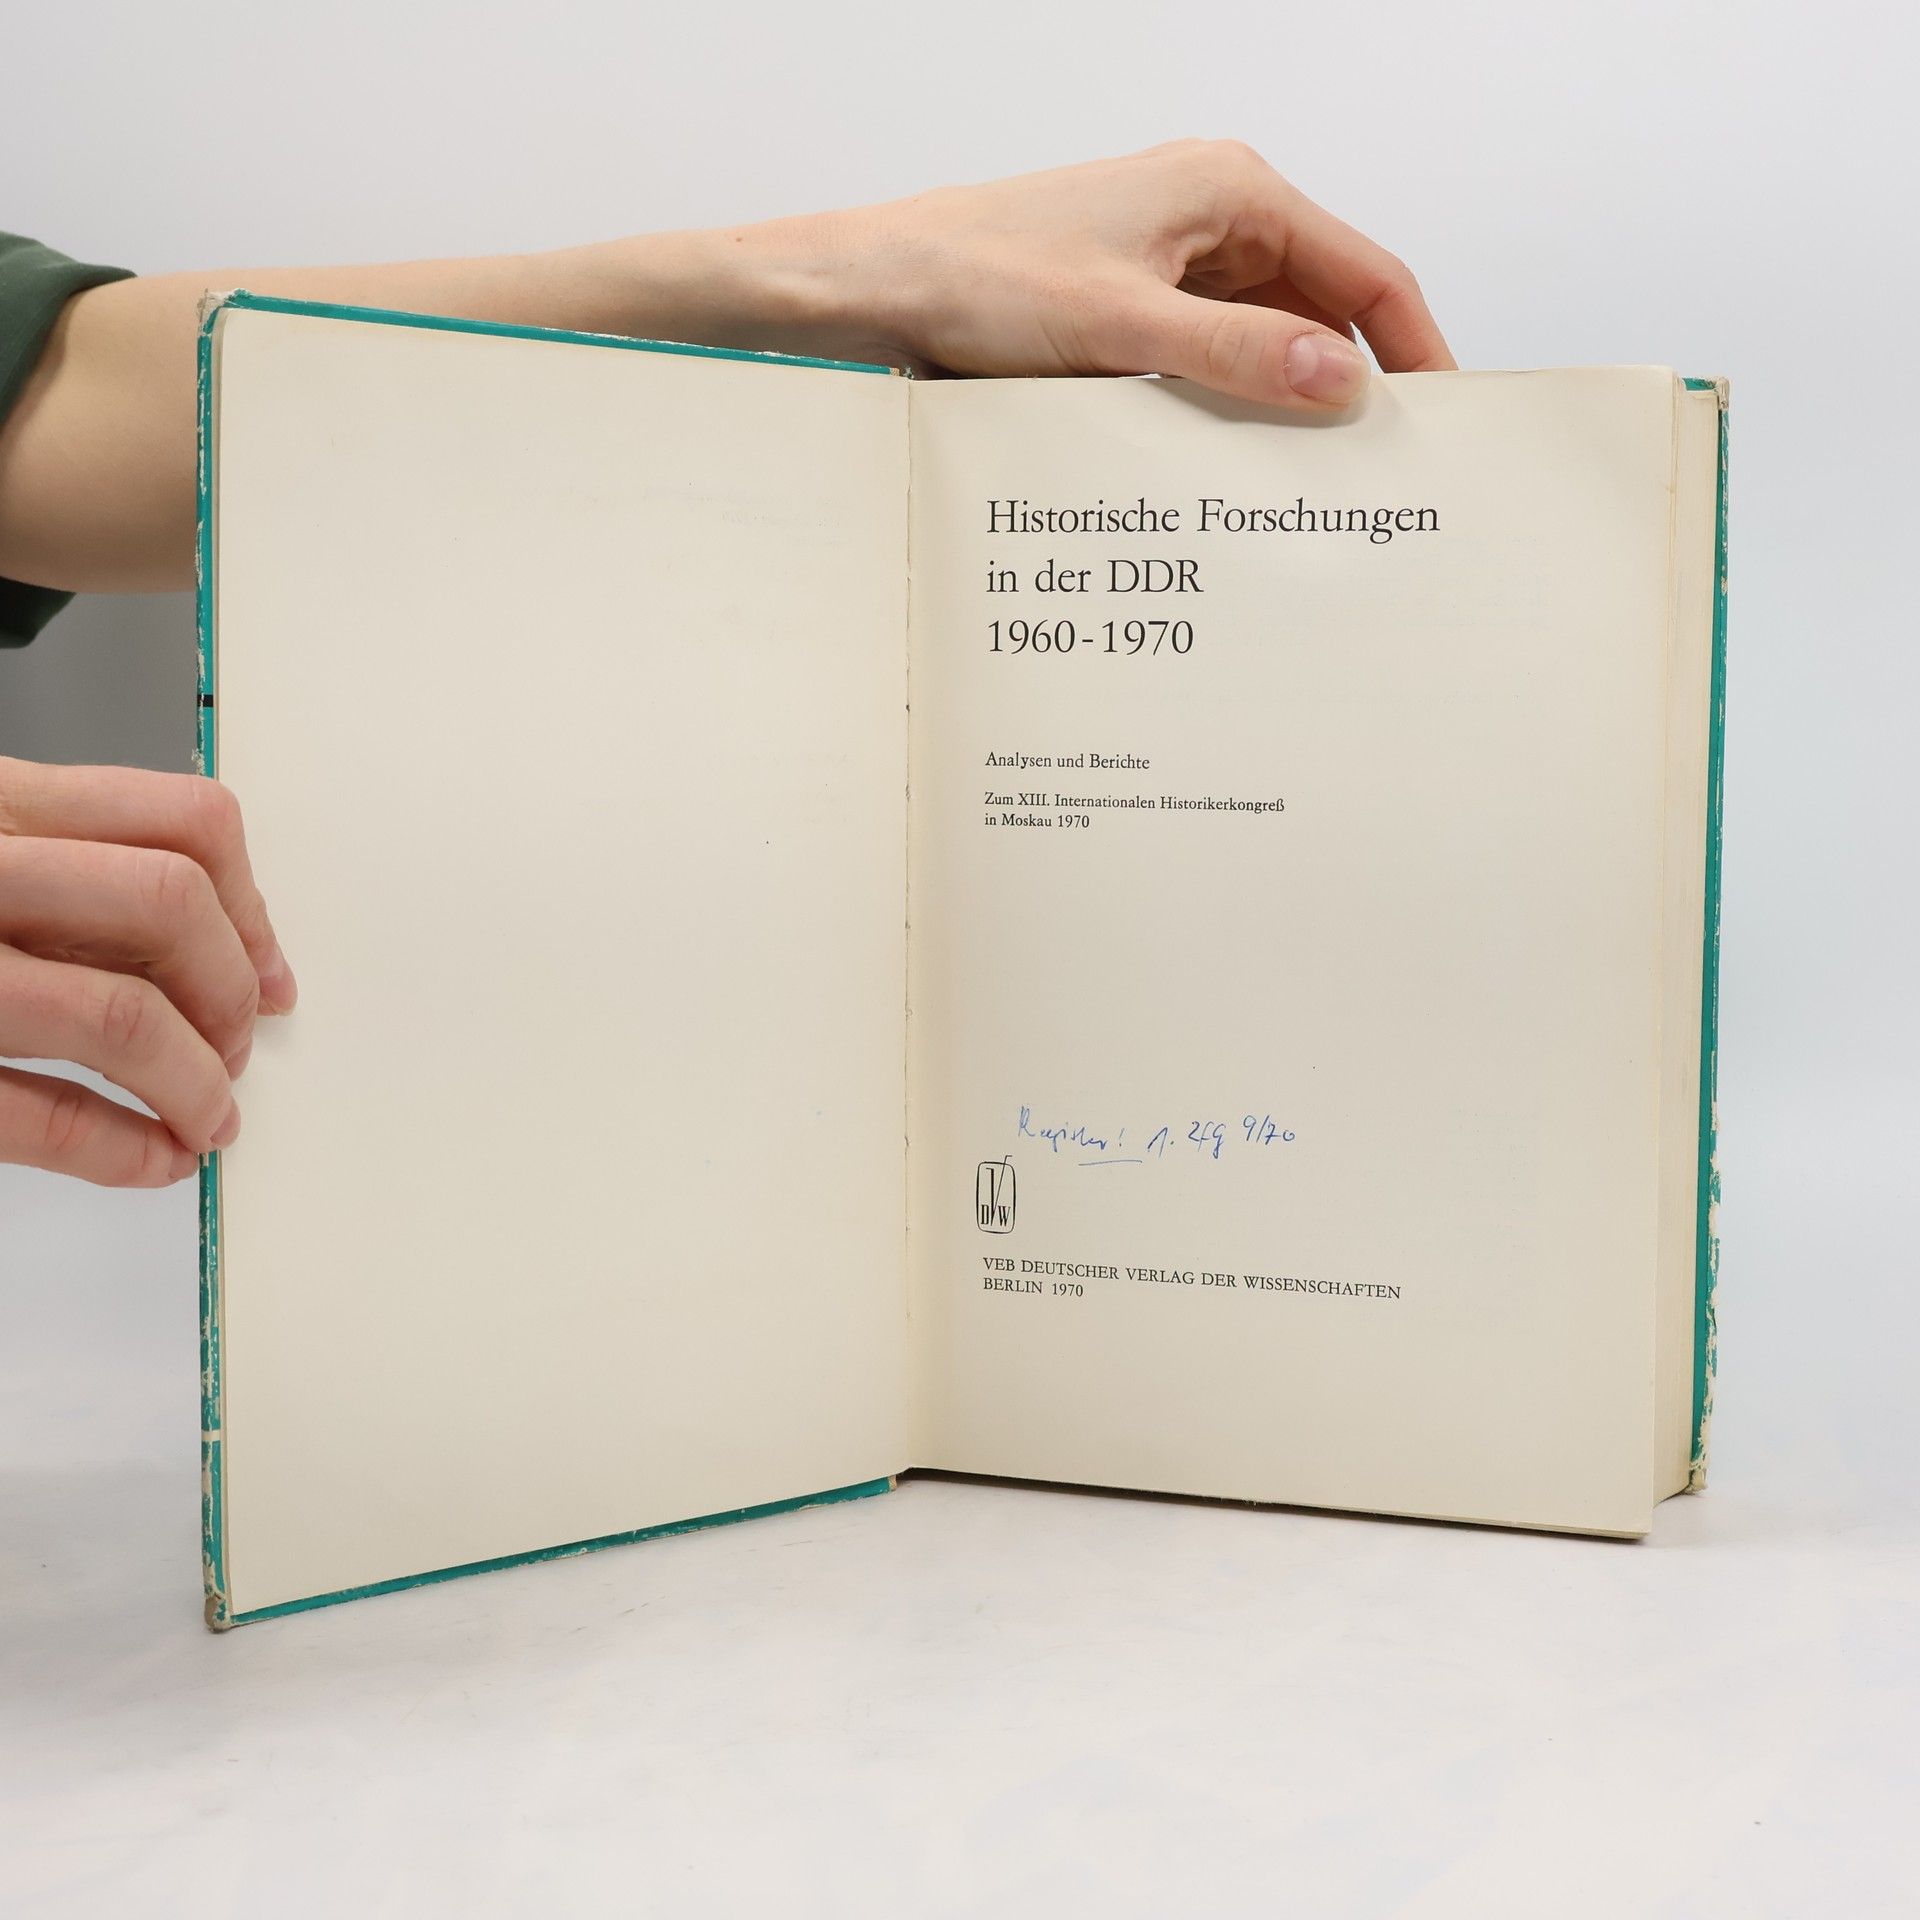 Historische Forschungen
in der DDR
1960-1970
Analysen und Berichte
Zum XIII. Internationalen Historikerkongreß
in Moskau 1970
Register! 1. ZfG 9/70
DVW
VEB DEUTSCHER VERLAG DER WISSENSCHAFTEN
BERLIN 1970